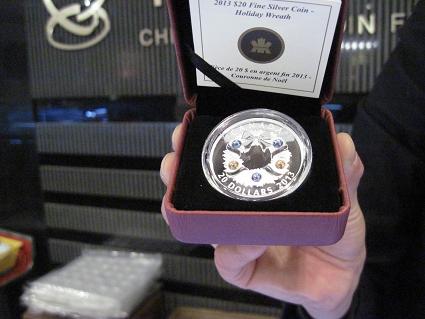 2013 $20 Fine Silver Coin -
Holiday Wreath
Pièce de 20 $ en argent fin 2013 -
Couronne de Noël
20 DOLLARS 2013